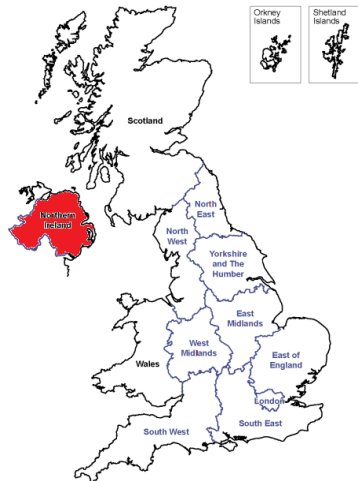 Orkney
Islands
Shetland
Islands
Scotland
Northern
Ireland
North
East
North
West
Yorkshire
and The
Humber
East
Midlands
West
Midlands
Wales
East of
England
London
South West
South East